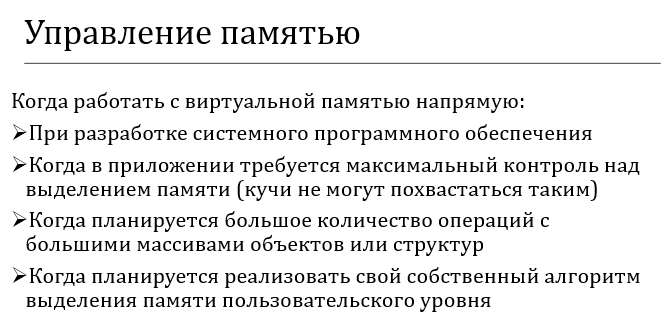 Управление памятью
Когда работать с виртуальной памятью напрямую:
➢При разработке системного программного обеспечения
➢Когда в приложении требуется максимальный контроль над
выделением памяти (кучи не могут похвастаться таким)
➢Когда планируется большое количество операций с
большими массивами объектов или структур
➢Когда планируется реализовать свой собственный алгоритм
выделения памяти пользовательского уровня